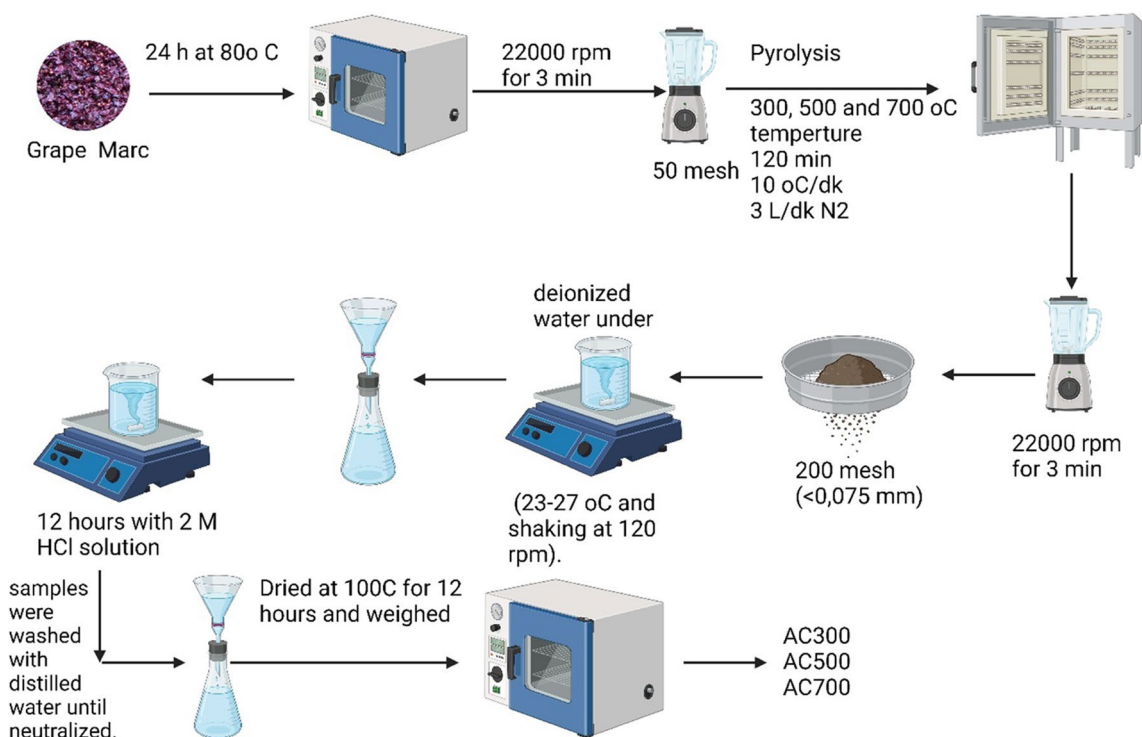 24 h at 80o C
Grape Marc
22000 rpm
for 3 min
50 mesh
Pyrolysis
300, 500 and 700 oC
temperture
120 min
10 oC/dk
3 L/dk N2
22000 rpm
for 3 min
200 mesh
(<0,075 mm)
deionized
water under
(23-27 oC and
shaking at 120
rpm).
12 hours with 2 M
HCl solution
samples
were
washed
with
distilled
water until
neutralized.
Dried at 100C for 12
hours and weighed
AC300
AC500
AC700